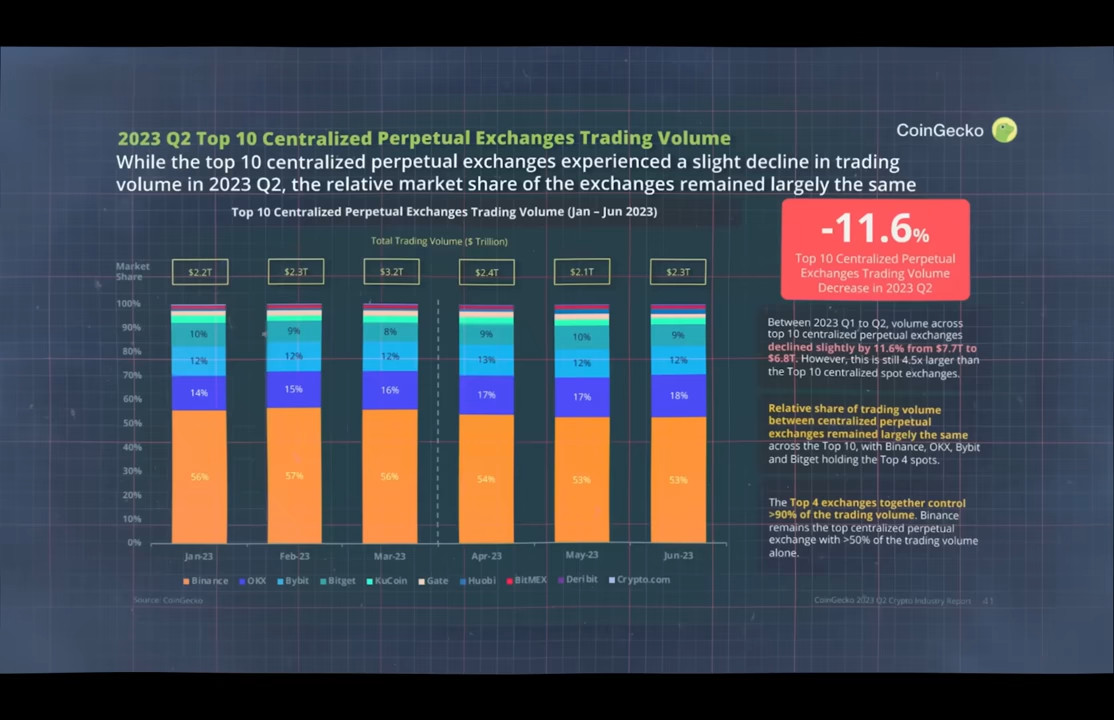 CoinGecko
2023 Q2 Top 10 Centralized Perpetual Exchanges Trading Volume
While the top 10 centralized perpetual exchanges experienced a slight decline in trading
volume in 2023 Q2, the relative market share of the exchanges remained largely the same
Top 10 Centralized Perpetual Exchanges Trading Volume (Jan – Jun 2023)
Total Trading Volume ($ Trillion)
Market
Share
$2.2T $2.3T $3.2T $2.4T $2.1T $2.3T
100%
90%
80%
70%
60%
50%
40%
30%
20%
10%
0%
10% 9% 8% 9% 10% 9%
12% 12% 12% 13% 12% 12%
14% 15% 16% 17% 17% 18%
56% 57% 56% 54% 53% 53%
Jan-23 Feb-23 Mar-23 Apr-23 May-23 Jun-23
Binance OKX Bybit Bitget KuCoin Gate Huobi BitMEX Deribit Crypto.com
Source: CoinGecko
-11.6%
Top 10 Centralized Perpetual
Exchanges Trading Volume
Decrease in 2023 Q2
Between 2023 Q1 to Q2, volume across
top 10 centralized perpetual exchanges
declined slightly by 11.6% from $7.7T to
$6.8T. However, this is still 4.5x larger than
the Top 10 centralized spot exchanges.
Relative share of trading volume
between centralized perpetual
exchanges remained largely the same
across the Top 10, with Binance, OKX, Bybit
and Bitget holding the Top 4 spots.
The Top 4 exchanges together control
>90% of the trading volume. Binance
remains the top centralized perpetual
exchange with >50% of the trading volume
alone.
CoinGecko 2023 Q2 Crypto Industry Report 41